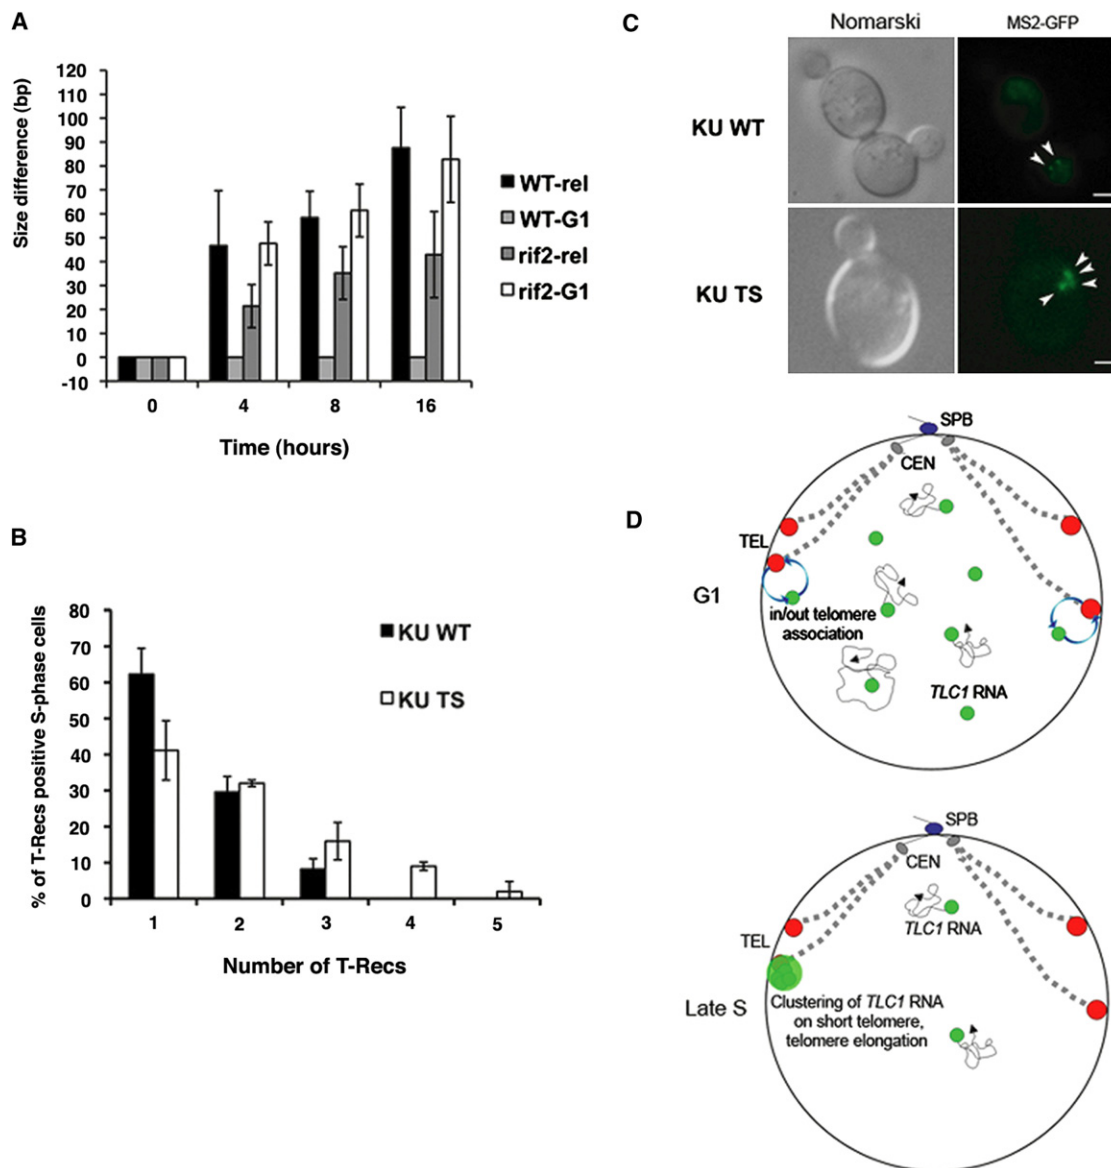 A
Size difference (bp)
120
110
100
90
80
70
60
50
40
30
20
10
0
-10
0 4 8 16
Time (hours)
WT-rel
WT-G1
rif2-rel
rif2-G1
B
% of T-Recs positive S-phase cells
80
70
60
50
40
30
20
10
0
1 2 3 4 5
Number of T-Recs
KU WT
KU TS
C
Nomarski MS2-GFP
KU WT
KU TS
D
G1
SPB
CEN
TEL
in/out telomere
association
TLC1 RNA
Late S
SPB
CEN
TLC1 RNA
TEL
Clustering of TLC1 RNA
on short telomere,
telomere elongation